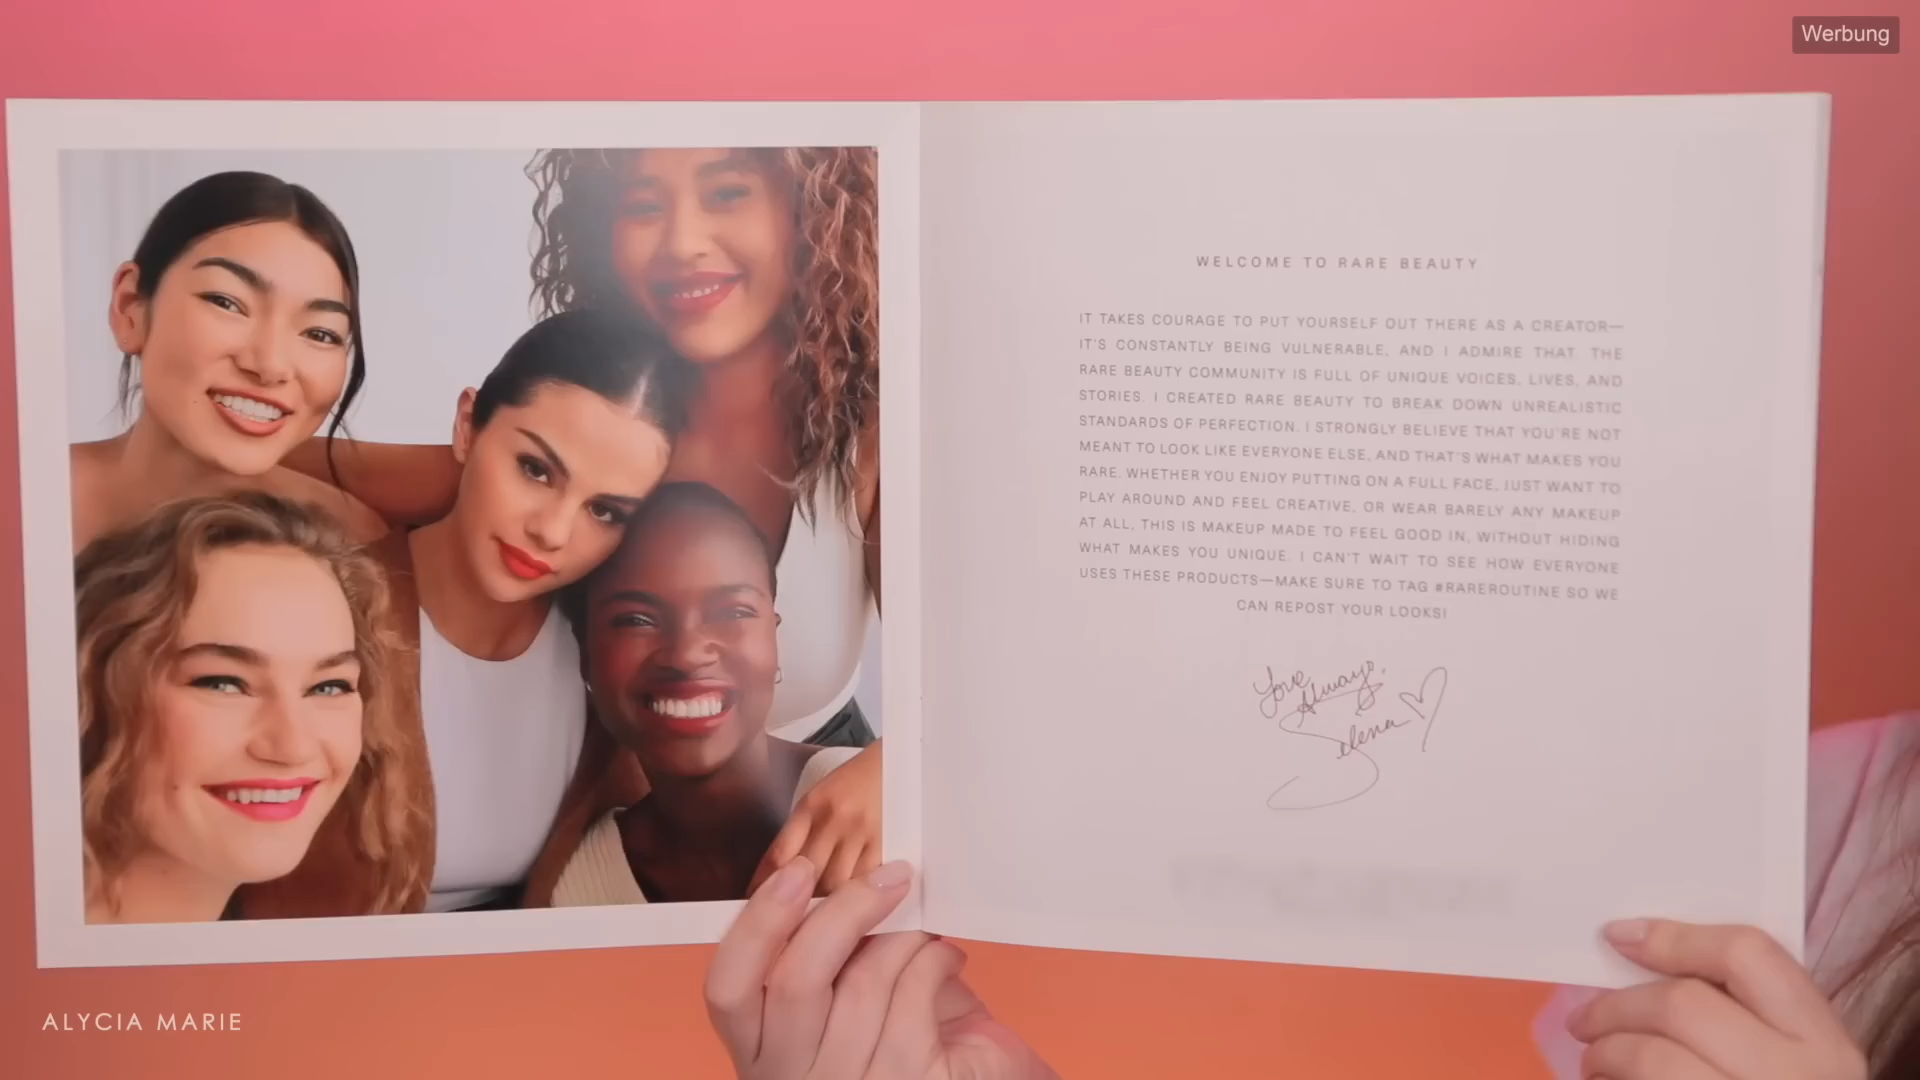 Werbung
WELCOME TO RARE BEAUTY
IT TAKES COURAGE TO PUT YOURSELF OUT THERE AS A CREATOR—
IT'S CONSTANTLY BEING VULNERABLE, AND I ADMIRE THAT. THE
RARE BEAUTY COMMUNITY IS FULL OF UNIQUE VOICES, LIVES, AND
STORIES. I CREATED RARE BEAUTY TO BREAK DOWN UNREALISTIC
STANDARDS OF PERFECTION. I STRONGLY BELIEVE THAT YOU'RE NOT
MEANT TO LOOK LIKE EVERYONE ELSE, AND THAT'S WHAT MAKES YOU
RARE. WHETHER YOU ENJOY PUTTING ON A FULL FACE, JUST WANT TO
PLAY AROUND AND FEEL CREATIVE, OR WEAR BARELY ANY MAKEUP
AT ALL, THIS IS MAKEUP MADE TO FEEL GOOD IN, WITHOUT HIDING
WHAT MAKES YOU UNIQUE. I CAN'T WAIT TO SEE HOW EVERYONE
USES THESE PRODUCTS—MAKE SURE TO TAG #RAREROUTINE SO WE
CAN REPOST YOUR LOOKS!
Love
Always,
Selena
ALYCIA MARIE